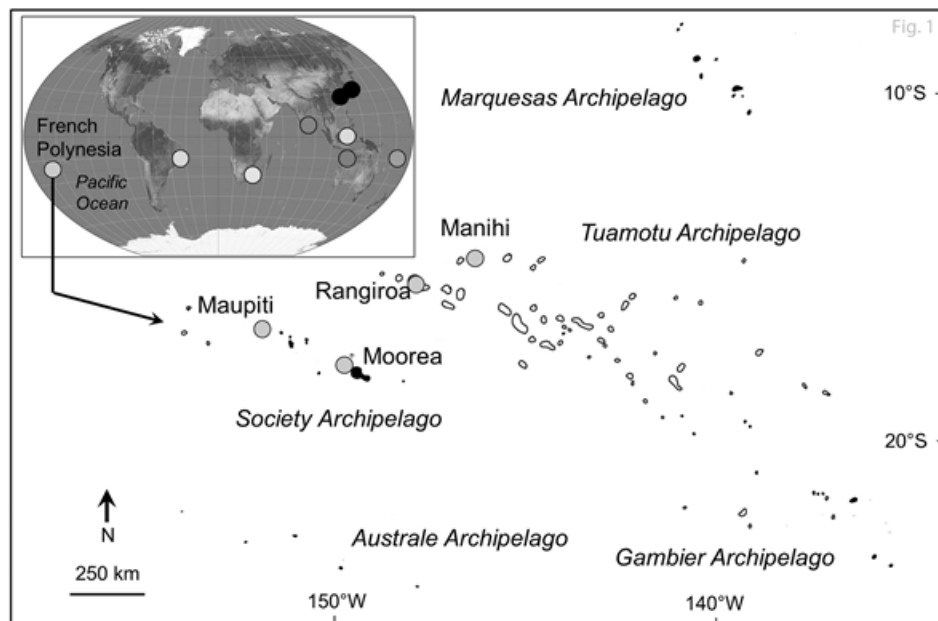 Fig. 1
Marquesas Archipelago
10°S
French
Polynesia
Pacific
Ocean
Manihi
Tuamotu Archipelago
Rangiroa
Maupiti
Moorea
Society Archipelago
20°S
N
Australe Archipelago
Gambier Archipelago
250 km
150°W
140°W